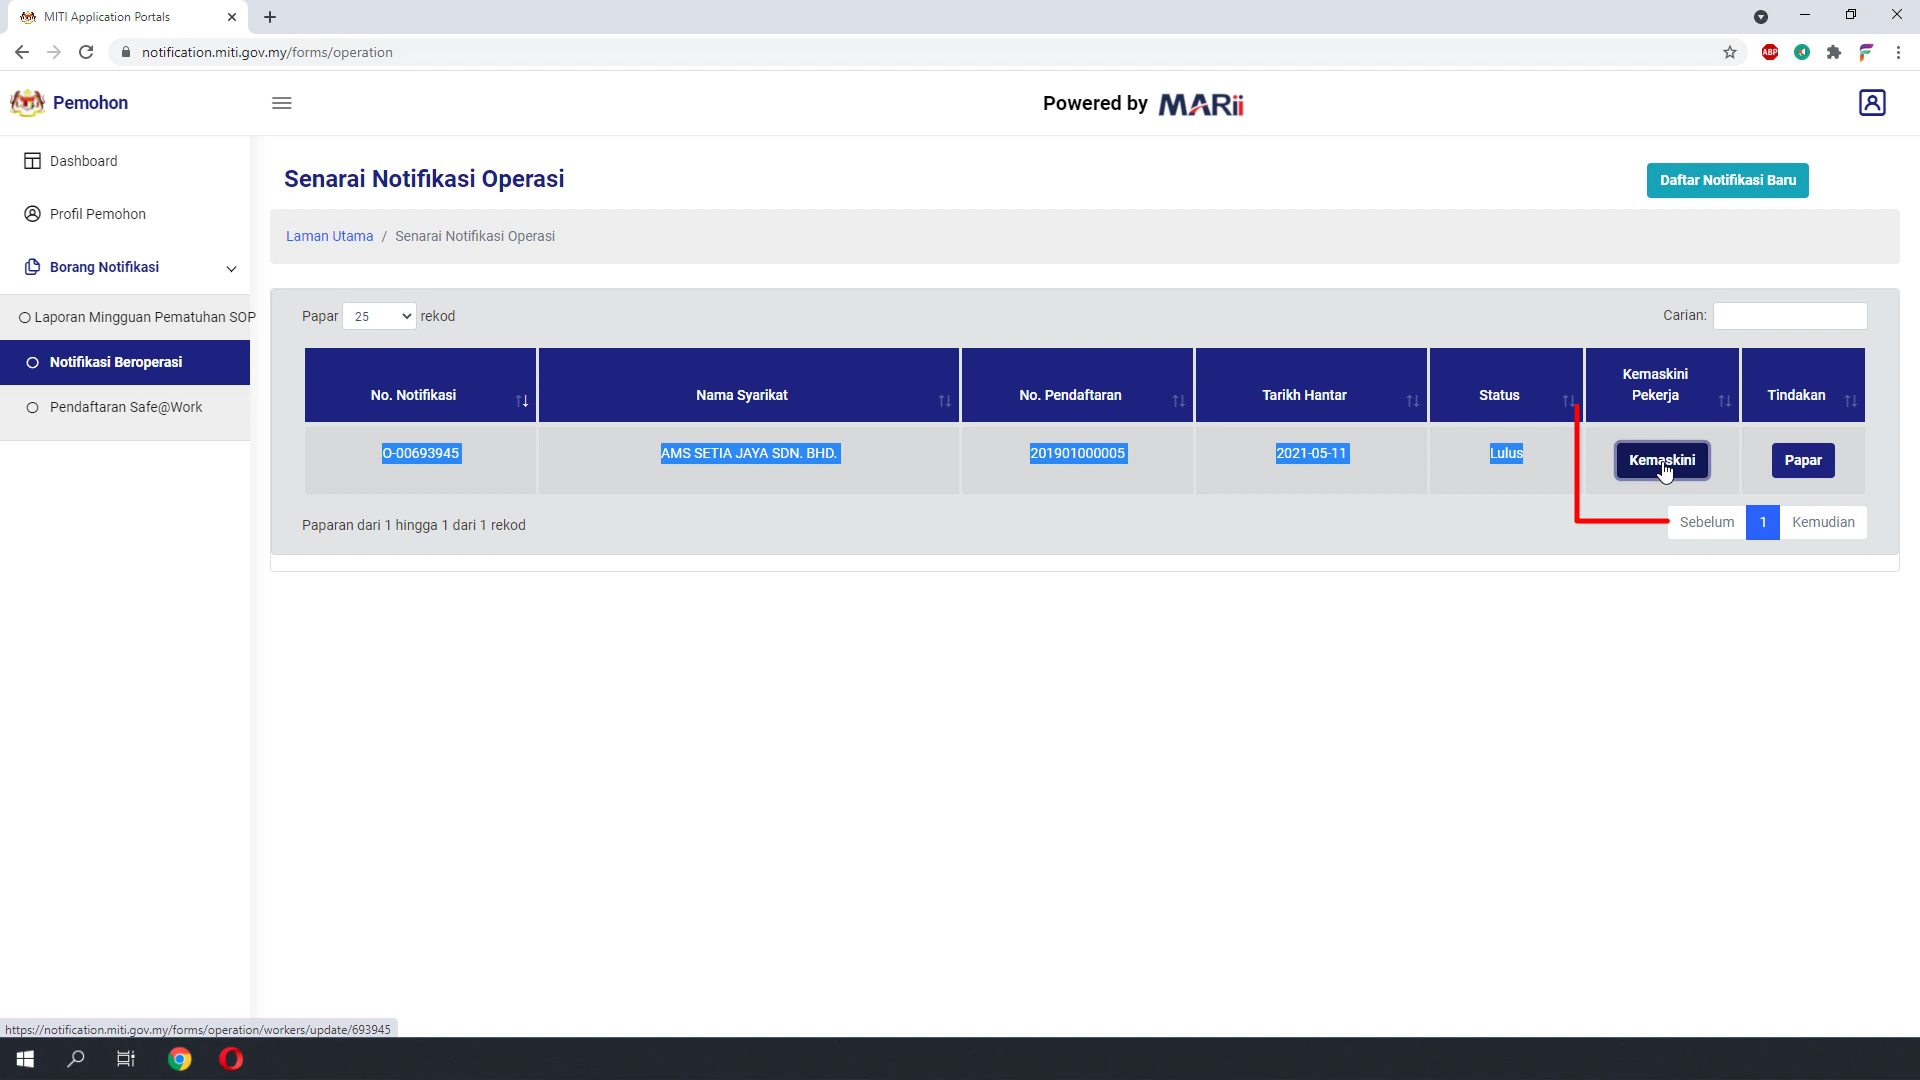 MITI Application Portals
notification.miti.gov.my/forms/operation
ABP
Pemohon
Powered by MARii
Dashboard
Profil Pemohon
Borang Notifikasi
Laporan Mingguan Pematuhan SOP
Notifikasi Beroperasi
Pendaftaran Safe@Work
Senarai Notifikasi Operasi
Daftar Notifikasi Baru
Laman Utama / Senarai Notifikasi Operasi
Papar 25 rekod
Carian:
No. Notifikasi Nama Syarikat No. Pendaftaran Tarikh Hantar Status Kemaskini Pekerja Tindakan
O-00693945 AMS SETIA JAYA SDN. BHD. 201901000005 2021-05-11 Lulus Kemaskini Papar
Paparan dari 1 hingga 1 dari 1 rekod
Sebelum 1 Kemudian
https://notification.miti.gov.my/forms/operation/workers/update/693945